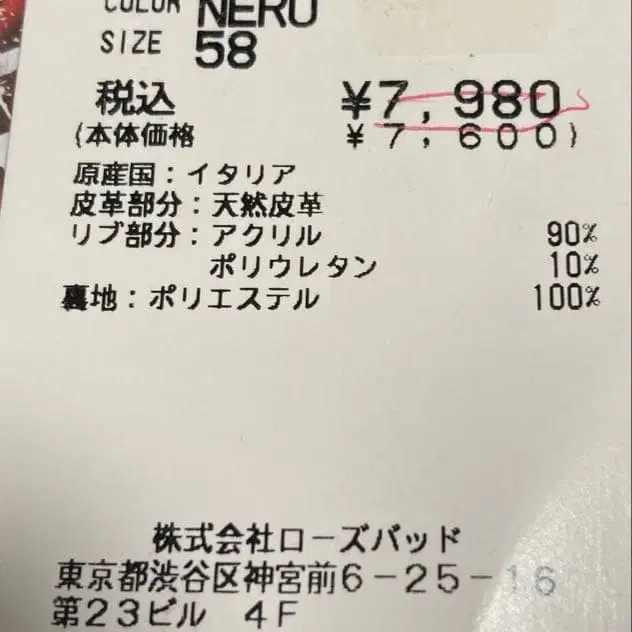 COLOR NERO
SIZE 58
税込 ¥7,980
(本体価格 ¥7,600)
原産国:イタリア
皮革部分:天然皮革
リブ部分:アクリル 90%
ポリウレタン 10%
裏地:ポリエステル 100%
株式会社ローズバッド
東京都渋谷区神宮前6-25-16
第23ビル 4F